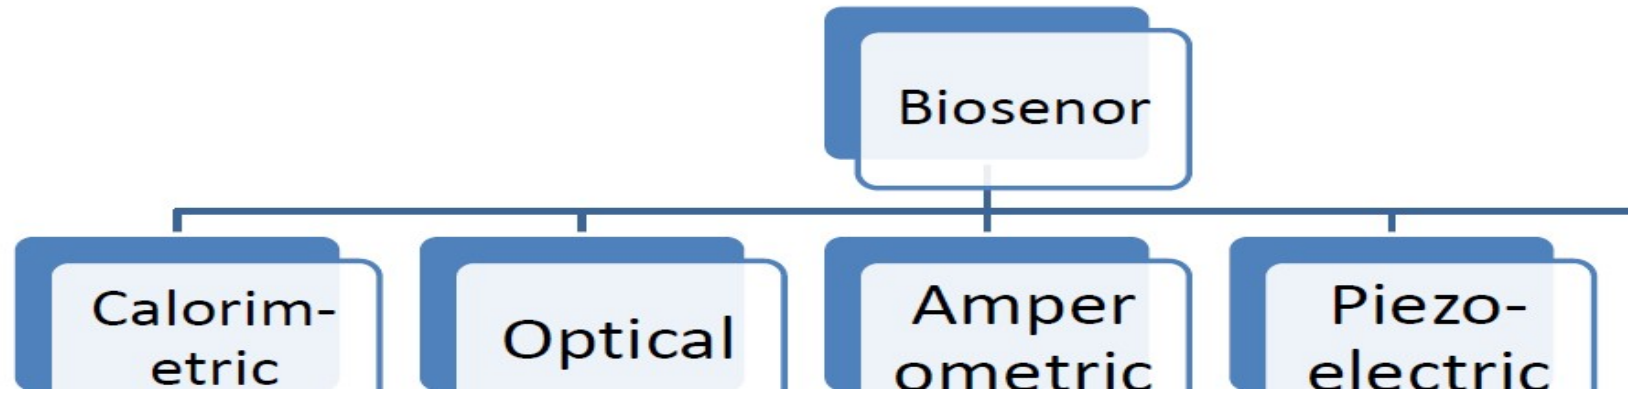 Biosenor
Calorim-
etric
Optical
Amper
ometric
Piezo-
electric